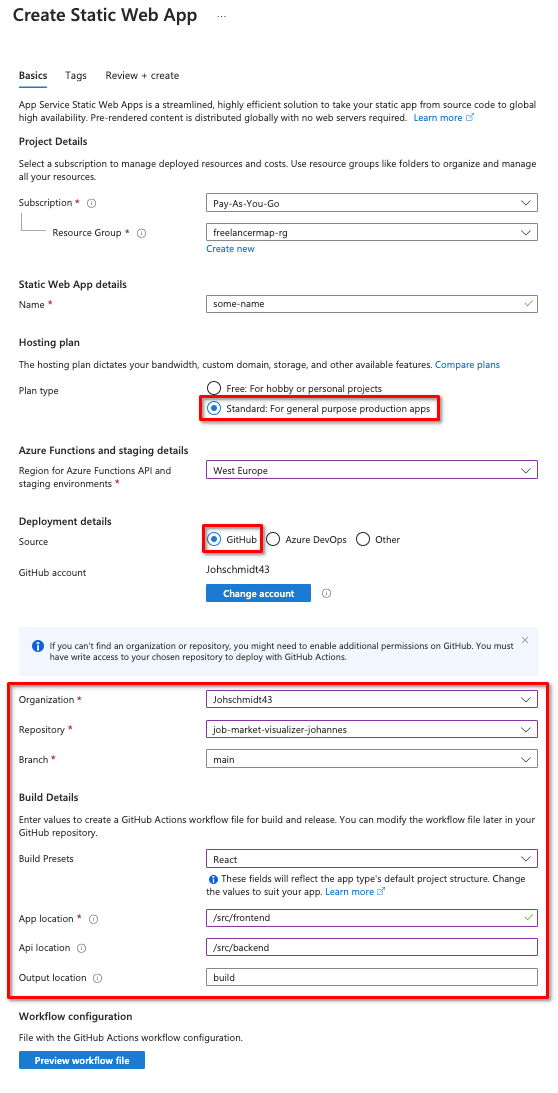 Create Static Web App ...
Basics Tags Review + create
App Service Static Web Apps is a streamlined, highly efficient solution to take your static app from source code to global
high availability. Pre-rendered content is distributed globally with no web servers required. Learn more
Project Details
Select a subscription to manage deployed resources and costs. Use resource groups like folders to organize and manage
all your resources.
Subscription * Pay-As-You-Go
Resource Group * freelancermap-rg
Create new
Static Web App details
Name * some-name
Hosting plan
The hosting plan dictates your bandwidth, custom domain, storage, and other available features. Compare plans
Plan type Free: For hobby or personal projects
Standard: For general purpose production apps
Azure Functions and staging details
Region for Azure Functions API and
staging environments * West Europe
Deployment details
Source GitHub Azure DevOps Other
GitHub account Johschmidt43
Change account
If you can't find an organization or repository, you might need to enable additional permissions on GitHub. You must
have write access to your chosen repository to deploy with GitHub Actions.
Organization * Johschmidt43
Repository * job-market-visualizer-johannes
Branch * main
Build Details
Enter values to create a GitHub Actions workflow file for build and release. You can modify the workflow file later in your
GitHub repository.
Build Presets React
These fields will reflect the app type's default project structure. Change
the values to suit your app. Learn more
App location * /src/frontend
Api location /src/backend
Output location build
Workflow configuration
File with the GitHub Actions workflow configuration.
Preview workflow file